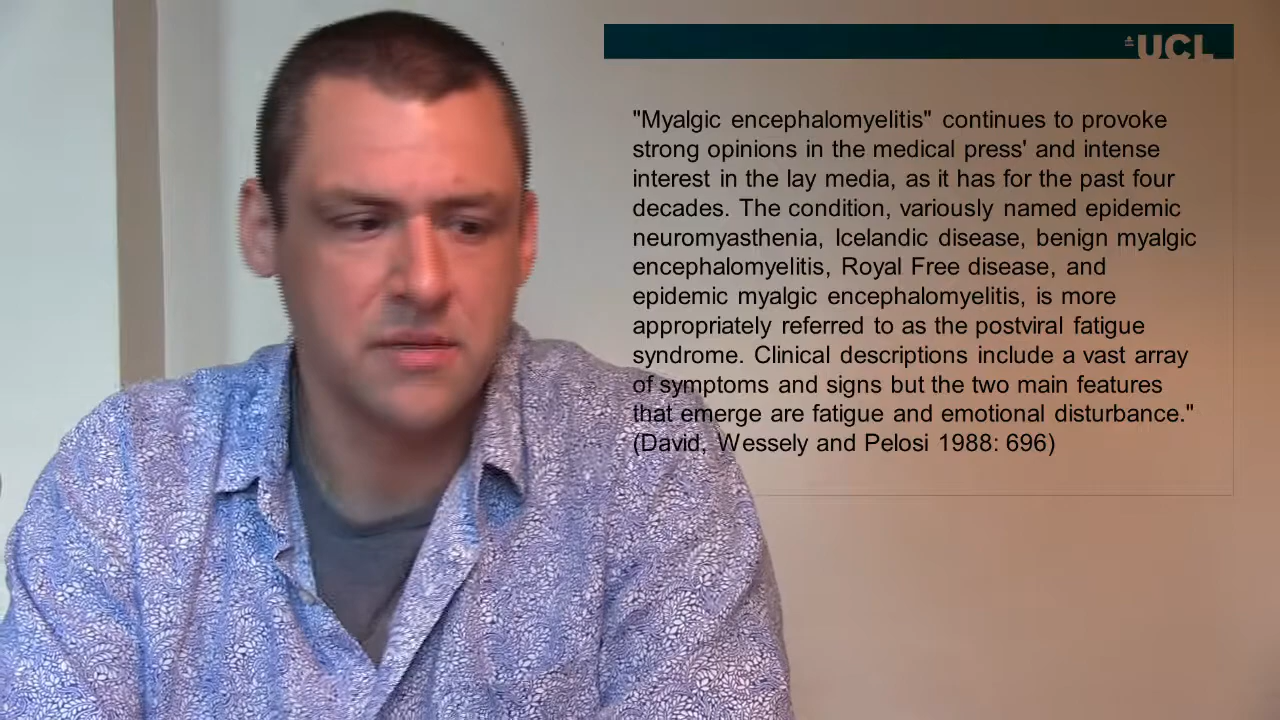 UCL
"Myalgic encephalomyelitis" continues to provoke
strong opinions in the medical press' and intense
interest in the lay media, as it has for the past four
decades. The condition, variously named epidemic
neuromyasthenia, Icelandic disease, benign myalgic
encephalomyelitis, Royal Free disease, and
epidemic myalgic encephalomyelitis, is more
appropriately referred to as the postviral fatigue
syndrome. Clinical descriptions include a vast array
of symptoms and signs but the two main features
that emerge are fatigue and emotional disturbance."
(David, Wessely and Pelosi 1988: 696)